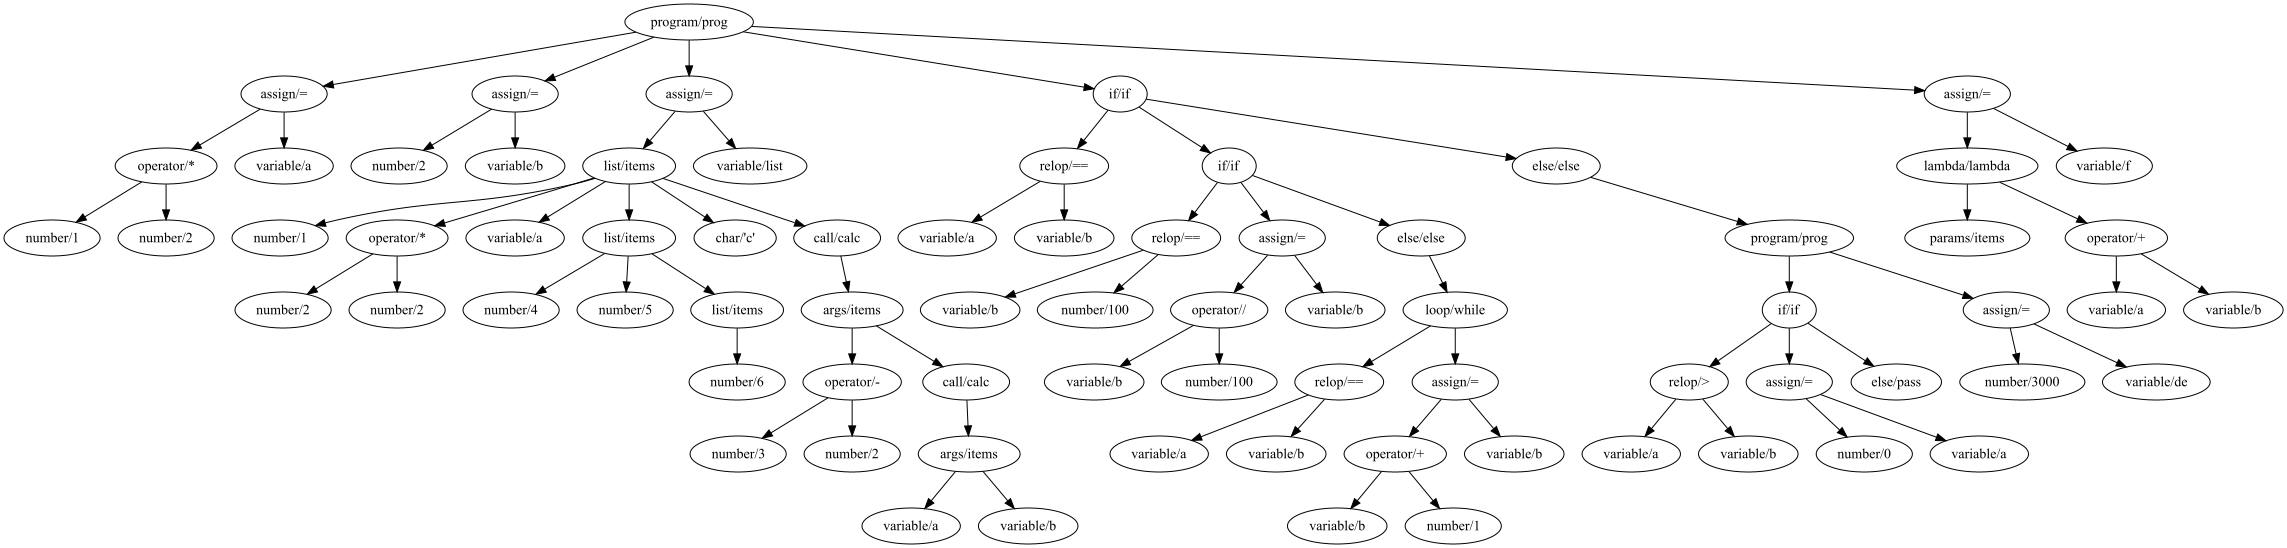 program/prog
assign/= assign/= assign/= if/if assign/=
operator/* variable/a number/2 variable/b list/items variable/list relop/== if/if else/else lambda/lambda variable/f
number/1 number/2 number/1 operator/* variable/a list/items char/'c' call/calc variable/a variable/b relop/== assign/= else/else program/prog params/items operator/+
number/2 number/2 number/4 number/5 list/items args/items variable/b number/100 operator// variable/b loop/while if/if assign/= variable/a variable/b
number/6 operator/- call/calc variable/b number/100 relop/== assign/= relop/> assign/= else/pass number/3000 variable/de
number/3 number/2 args/items variable/a variable/b operator/+ variable/b variable/a variable/b number/0 variable/a
variable/a variable/b variable/b number/1